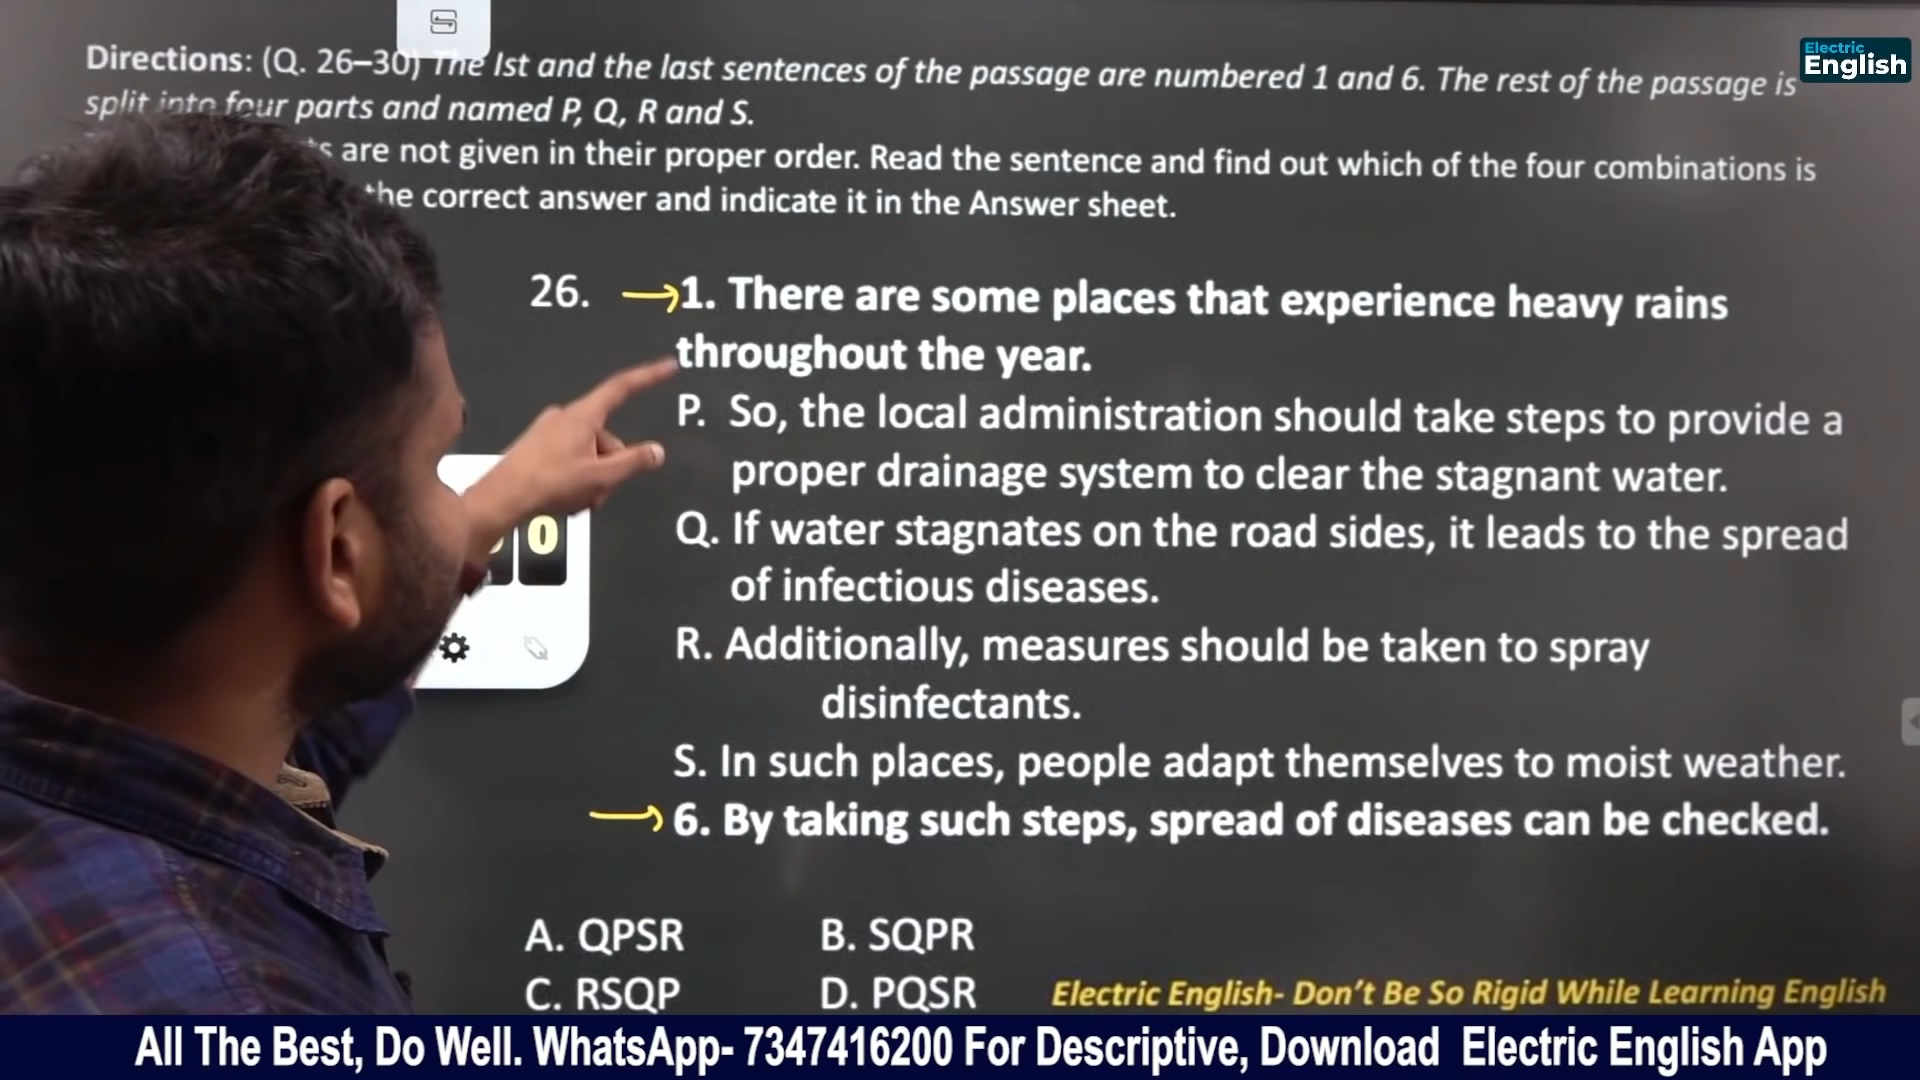 Electric
English
Directions: (Q. 26–30) The Ist and the last sentences of the passage are numbered 1 and 6. The rest of the passage is
split into four parts and named P, Q, R and S.
are not given in their proper order. Read the sentence and find out which of the four combinations is
the correct answer and indicate it in the Answer sheet.
26. 1. There are some places that experience heavy rains
throughout the year.
P. So, the local administration should take steps to provide a
proper drainage system to clear the stagnant water.
Q. If water stagnates on the road sides, it leads to the spread
of infectious diseases.
0
R. Additionally, measures should be taken to spray
disinfectants.
S. In such places, people adapt themselves to moist weather.
6. By taking such steps, spread of diseases can be checked.
A. QPSR B. SQPR
C. RSQP D. PQSR
Electric English- Don't Be So Rigid While Learning English
All The Best, Do Well. WhatsApp- 7347416200 For Descriptive, Download Electric English App